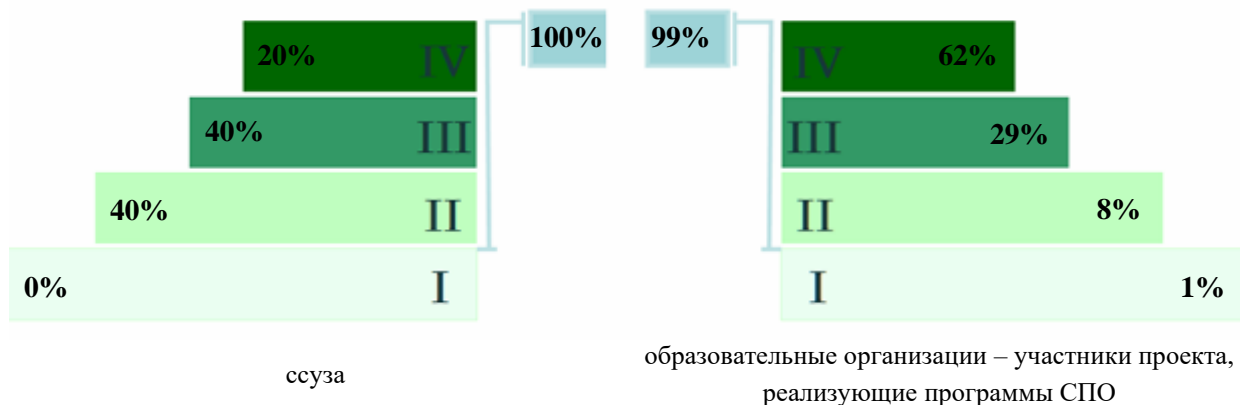 100% 99%
20% IV IV 62%
40% III III 29%
40% II II 8%
0% I I 1%
ссуза
образовательные организации – участники проекта,
реализующие программы СПО